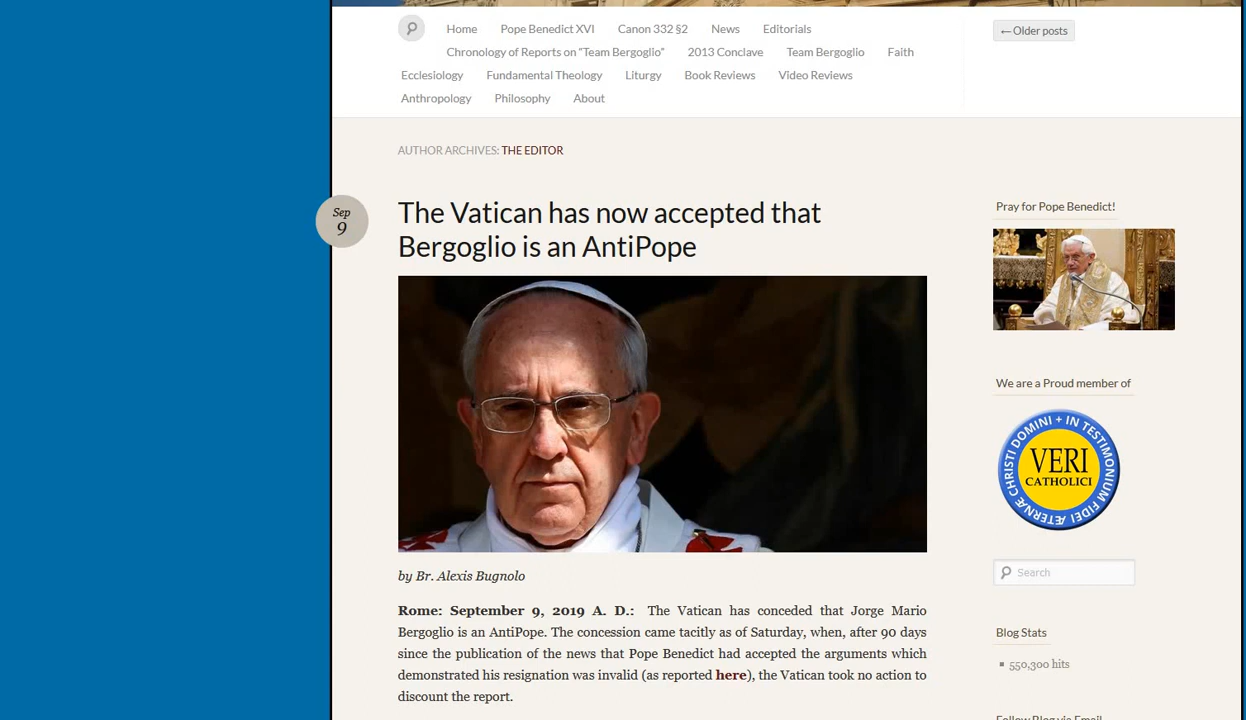 Home Pope Benedict XVI Canon 332 §2 News Editorials
Chronology of Reports on “Team Bergoglio” 2013 Conclave Team Bergoglio Faith
Ecclesiology Fundamental Theology Liturgy Book Reviews Video Reviews
Anthropology Philosophy About
← Older posts
AUTHOR ARCHIVES: THE EDITOR
Sep
9
The Vatican has now accepted that
Bergoglio is an AntiPope
by Br. Alexis Bugnolo
Rome: September 9, 2019 A. D.: The Vatican has conceded that Jorge Mario
Bergoglio is an AntiPope. The concession came tacitly as of Saturday, when, after 90 days
since the publication of the news that Pope Benedict had accepted the arguments which
demonstrated his resignation was invalid (as reported here), the Vatican took no action to
discount the report.
Pray for Pope Benedict!
We are a Proud member of
IN TESTIMONIUM FIDEI ÆTERNÆ CHRISTI DOMINI +
VERI
CATHOLICI
Search
Blog Stats
550,300 hits
Follow Blog via Email